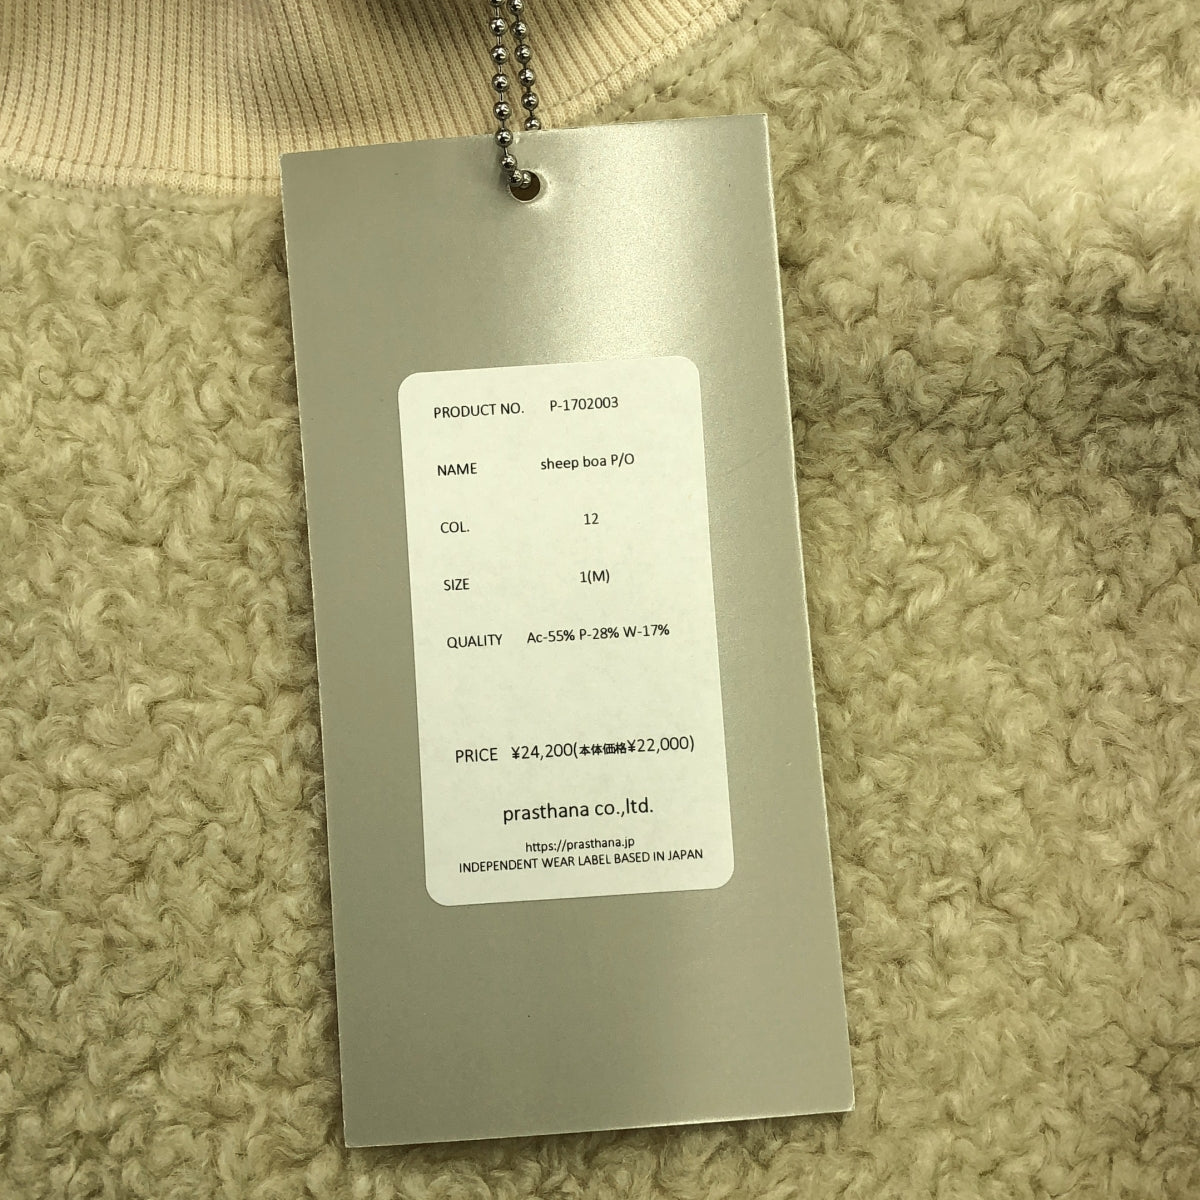 PRODUCT NO. P-1702003
NAME sheep boa P/O
COL. 12
SIZE 1(M)
QUALITY Ac-55% P-28% W-17%
PRICE ¥24,200(本体価格¥22,000)
prasthana co.,ltd.
https://prasthana.jp
INDEPENDENT WEAR LABEL BASED IN JAPAN